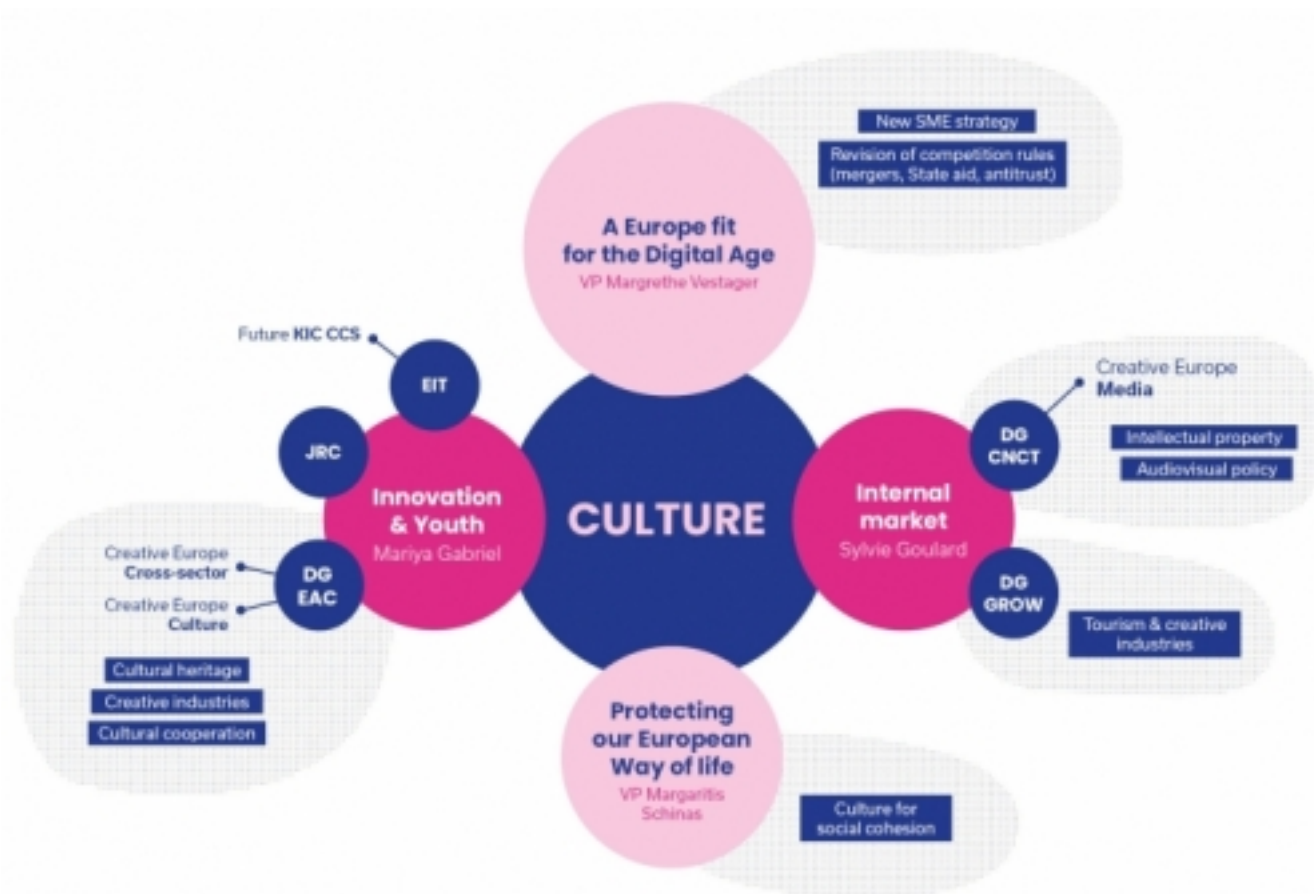 New SME strategy
Revision of competition rules
(mergers, State aid, antitrust)
A Europe fit
for the Digital Age
VP Margrethe Vestager
Future KIC CCS
EIT
JRC
Innovation
& Youth
Mariya Gabriel
DG
EAC
Creative Europe
Cross-sector
Creative Europe
Culture
Cultural heritage
Creative industries
Cultural cooperation
CULTURE
Internal
market
Sylvie Goulard
DG
CNCT
Creative Europe
Media
Intellectual property
Audiovisual policy
DG
GROW
Tourism & creative
industries
Protecting
our European
Way of life
VP Margaritis
Schinas
Culture for
social cohesion